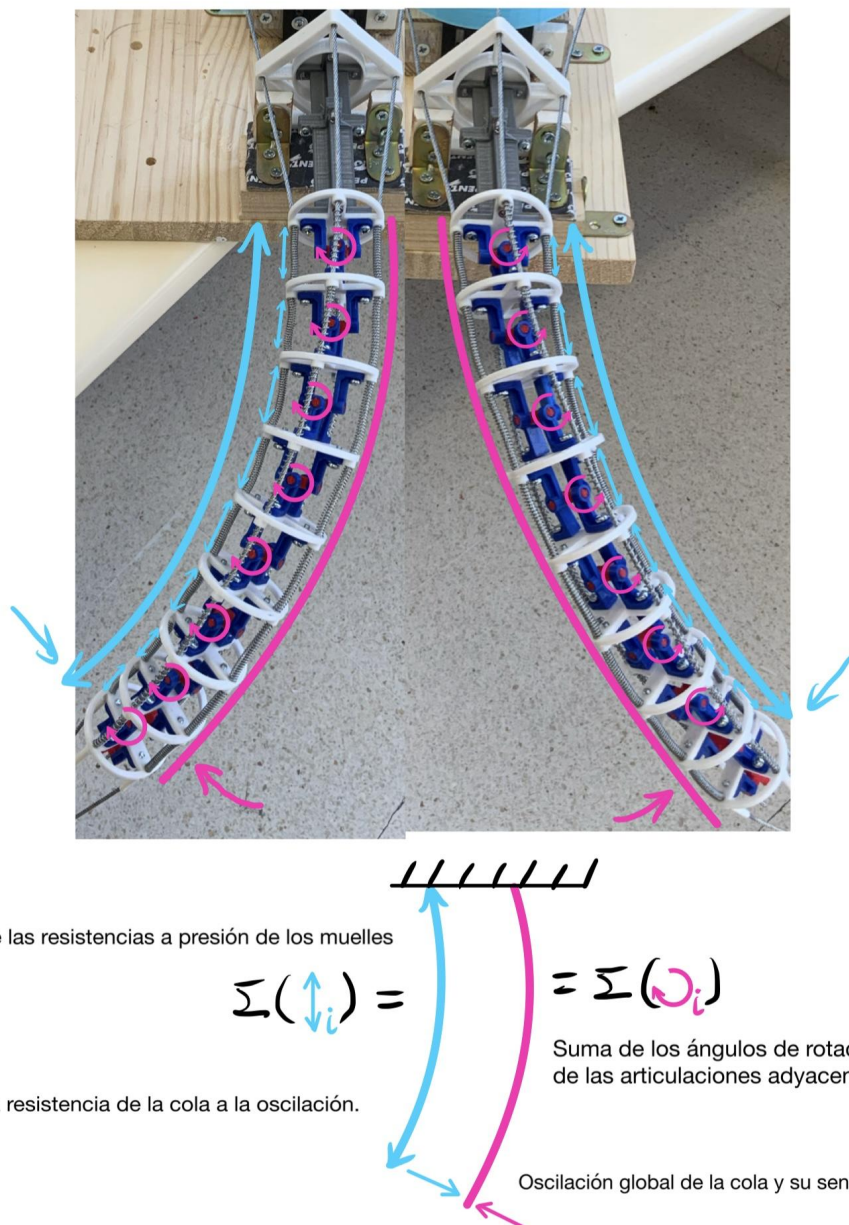 e las resistencias a presión de los muelles
Σ(↕i) =
= Σ(↻i)
Suma de los ángulos de rotac
de las articulaciones adyacen
resistencia de la cola a la oscilación.
Oscilación global de la cola y su sen